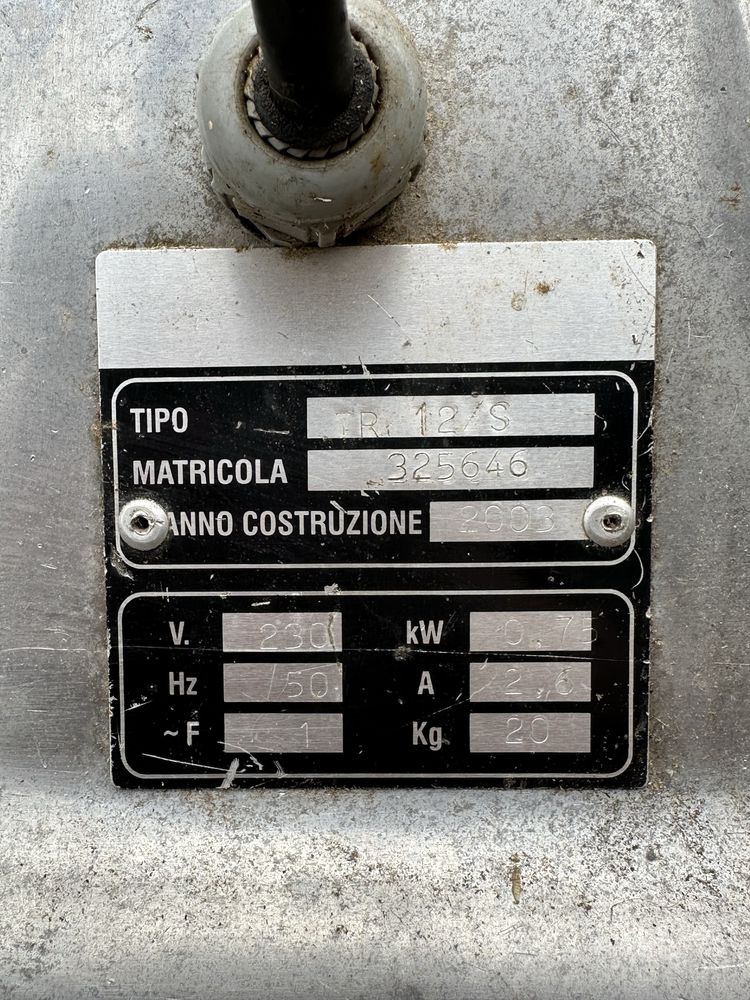 TIPO TR 12/S
MATRICOLA 325646
ANNO COSTRUZIONE 2003
V. 230 kW 0.75
Hz 50 A 2.6
~F 1 Kg 20